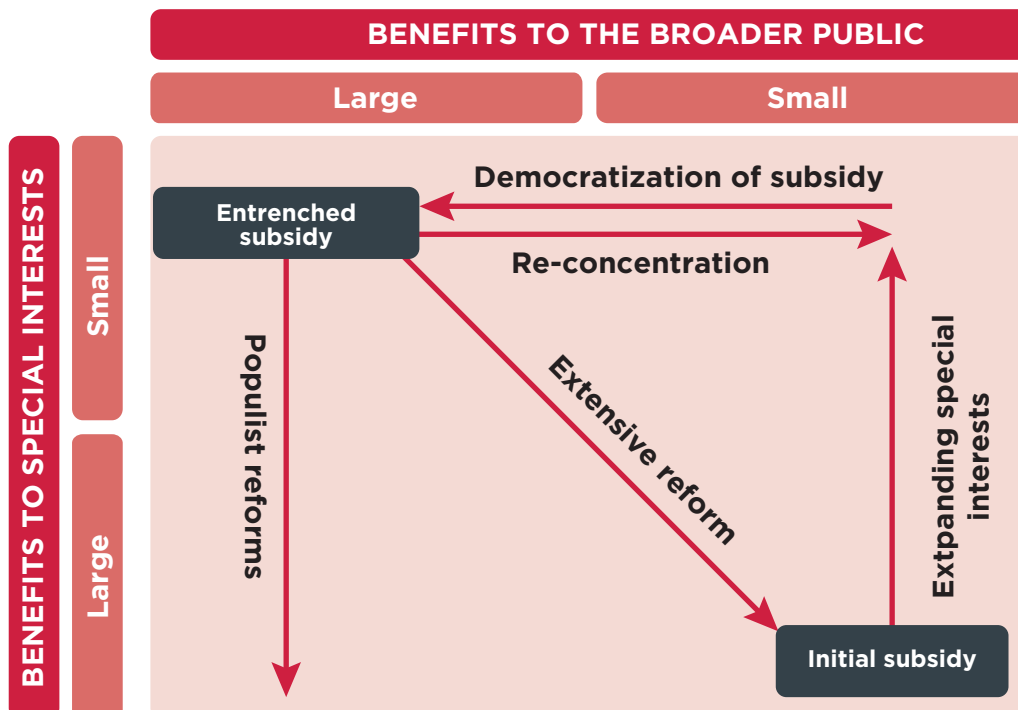 BENEFITS TO THE BROADER PUBLIC
Large
Small
BENEFITS TO SPECIAL INTERESTS
Small
Large
Democratization of subsidy
Entrenched
subsidy
Re-concentration
Populist reforms
Extensive reform
Extpanding special
interests
Initial subsidy